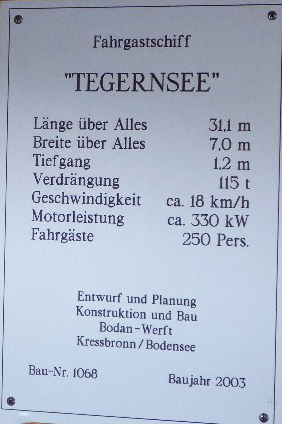 Fahrgastschiff
"TEGERNSEE"
Länge über Alles 31,1 m
Breite über Alles 7,0 m
Tiefgang 1,2 m
Verdrängung 115 t
Geschwindigkeit ca. 18 km/h
Motorleistung ca. 330 kW
Fahrgäste 250 Pers.
Entwurf und Planung
Konstruktion und Bau
Bodan-Werft
Kressbronn/Bodensee
Bau-Nr. 1068 Baujahr 2003